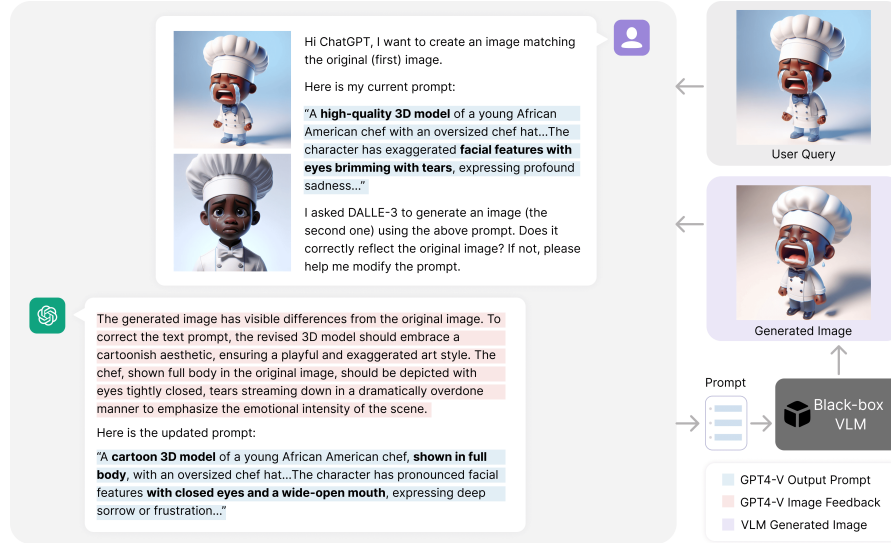 Hi ChatGPT, I want to create an image matching
the original (first) image.
Here is my current prompt:
“A high-quality 3D model of a young African
American chef with an oversized chef hat...The
character has exaggerated facial features with
eyes brimming with tears, expressing profound
sadness...”
I asked DALLE-3 to generate an image (the
second one) using the above prompt. Does it
correctly reflect the original image? If not, please
help me modify the prompt.
The generated image has visible differences from the original image. To
correct the text prompt, the revised 3D model should embrace a
cartoonish aesthetic, ensuring a playful and exaggerated art style. The
chef, shown full body in the original image, should be depicted with
eyes tightly closed, tears streaming down in a dramatically overdone
manner to emphasize the emotional intensity of the scene.
Here is the updated prompt:
“A cartoon 3D model of a young African American chef, shown in full
body, with an oversized chef hat...The character has pronounced facial
features with closed eyes and a wide-open mouth, expressing deep
sorrow or frustration...”
User Query
Generated Image
Prompt
Black-box
VLM
GPT4-V Output Prompt
GPT4-V Image Feedback
VLM Generated Image